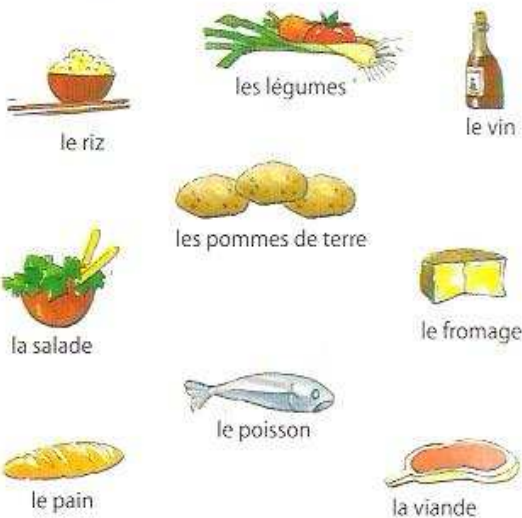 les légumes
le vin
le riz
les pommes de terre
le fromage
la salade
le poisson
le pain
la viande